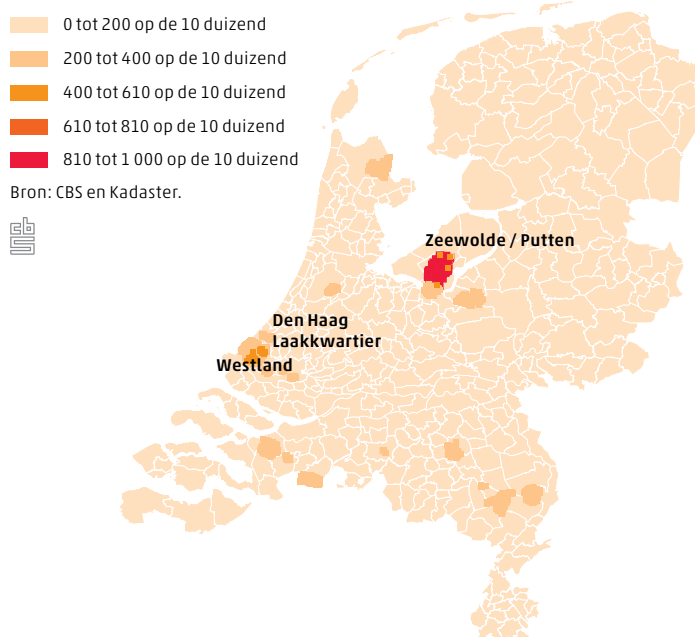 0 tot 200 op de 10 duizend
200 tot 400 op de 10 duizend
400 tot 610 op de 10 duizend
610 tot 810 op de 10 duizend
810 tot 1 000 op de 10 duizend
Bron: CBS en Kadaster.
cbs
Zeewolde / Putten
Den Haag
Laakkwartier
Westland